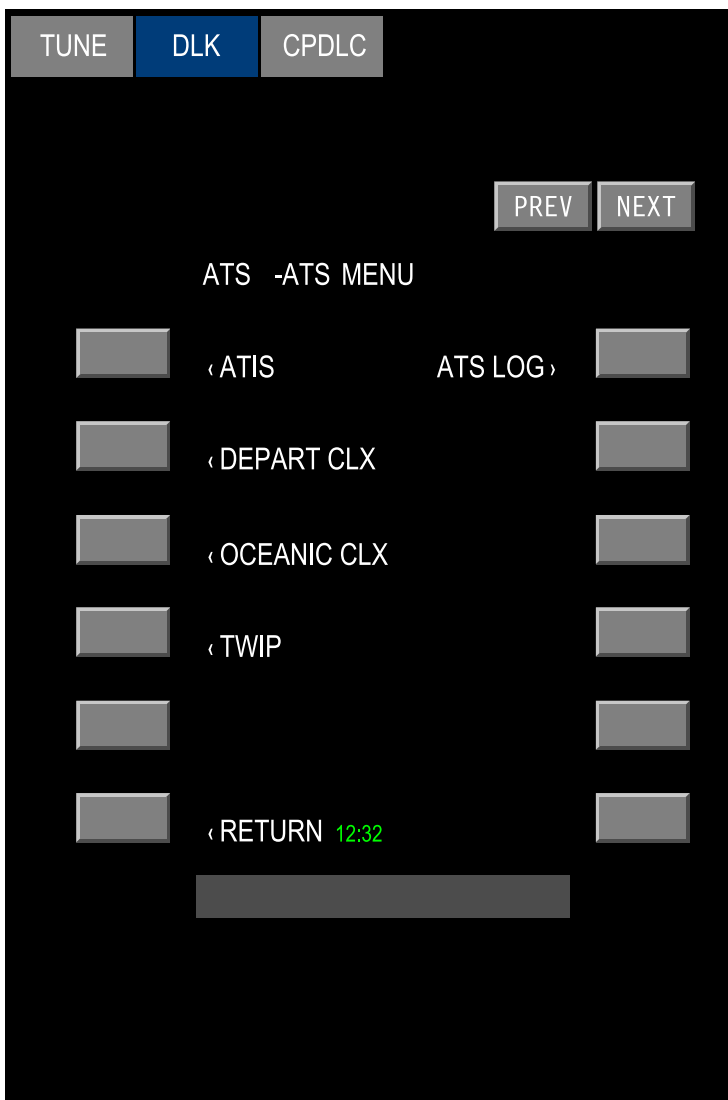 TUNE DLK CPDLC
PREV NEXT
ATS -ATS MENU
‹ ATIS ATS LOG ›
‹ DEPART CLX
‹ OCEANIC CLX
‹ TWIP
‹ RETURN 12:32